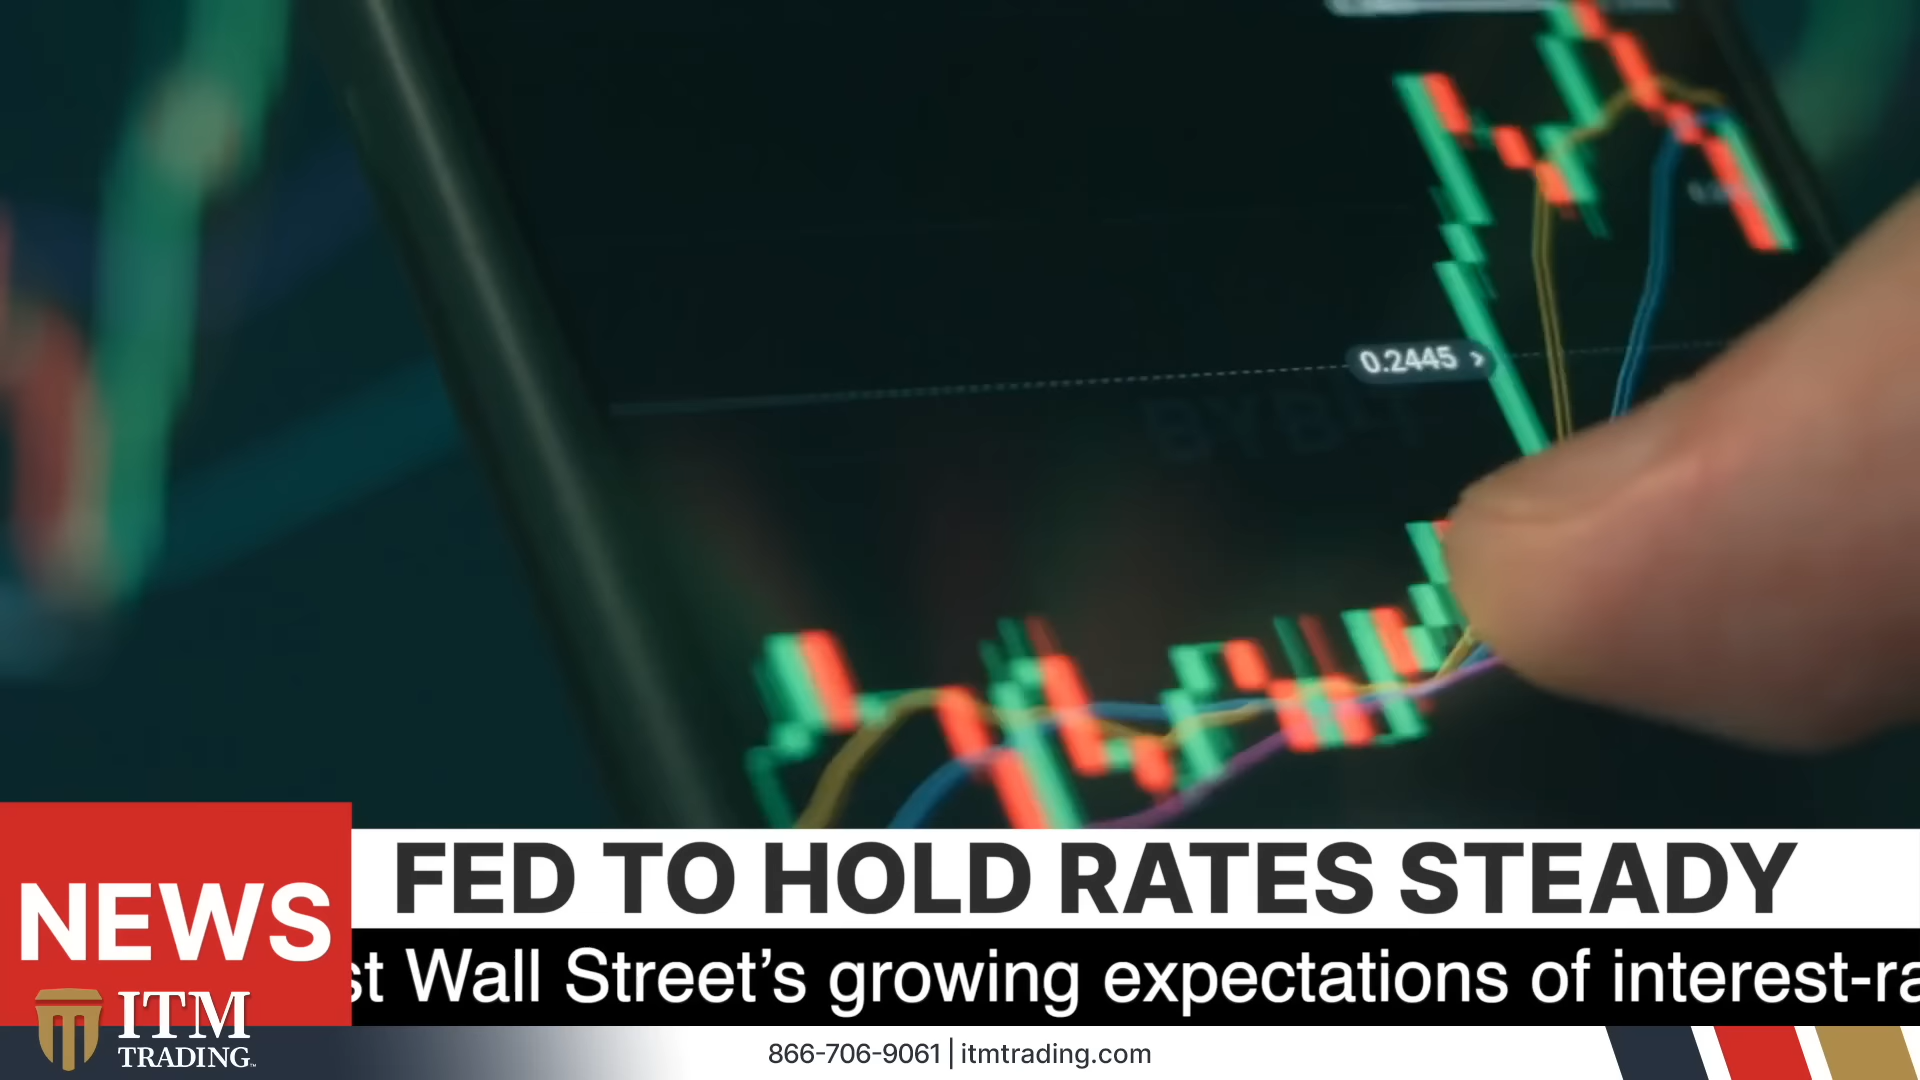 0.2445 >
BYBIT
FED TO HOLD RATES STEADY
NEWS
st Wall Street’s growing expectations of interest-ra
ITM
TRADING
866-706-9061 | itmtrading.com